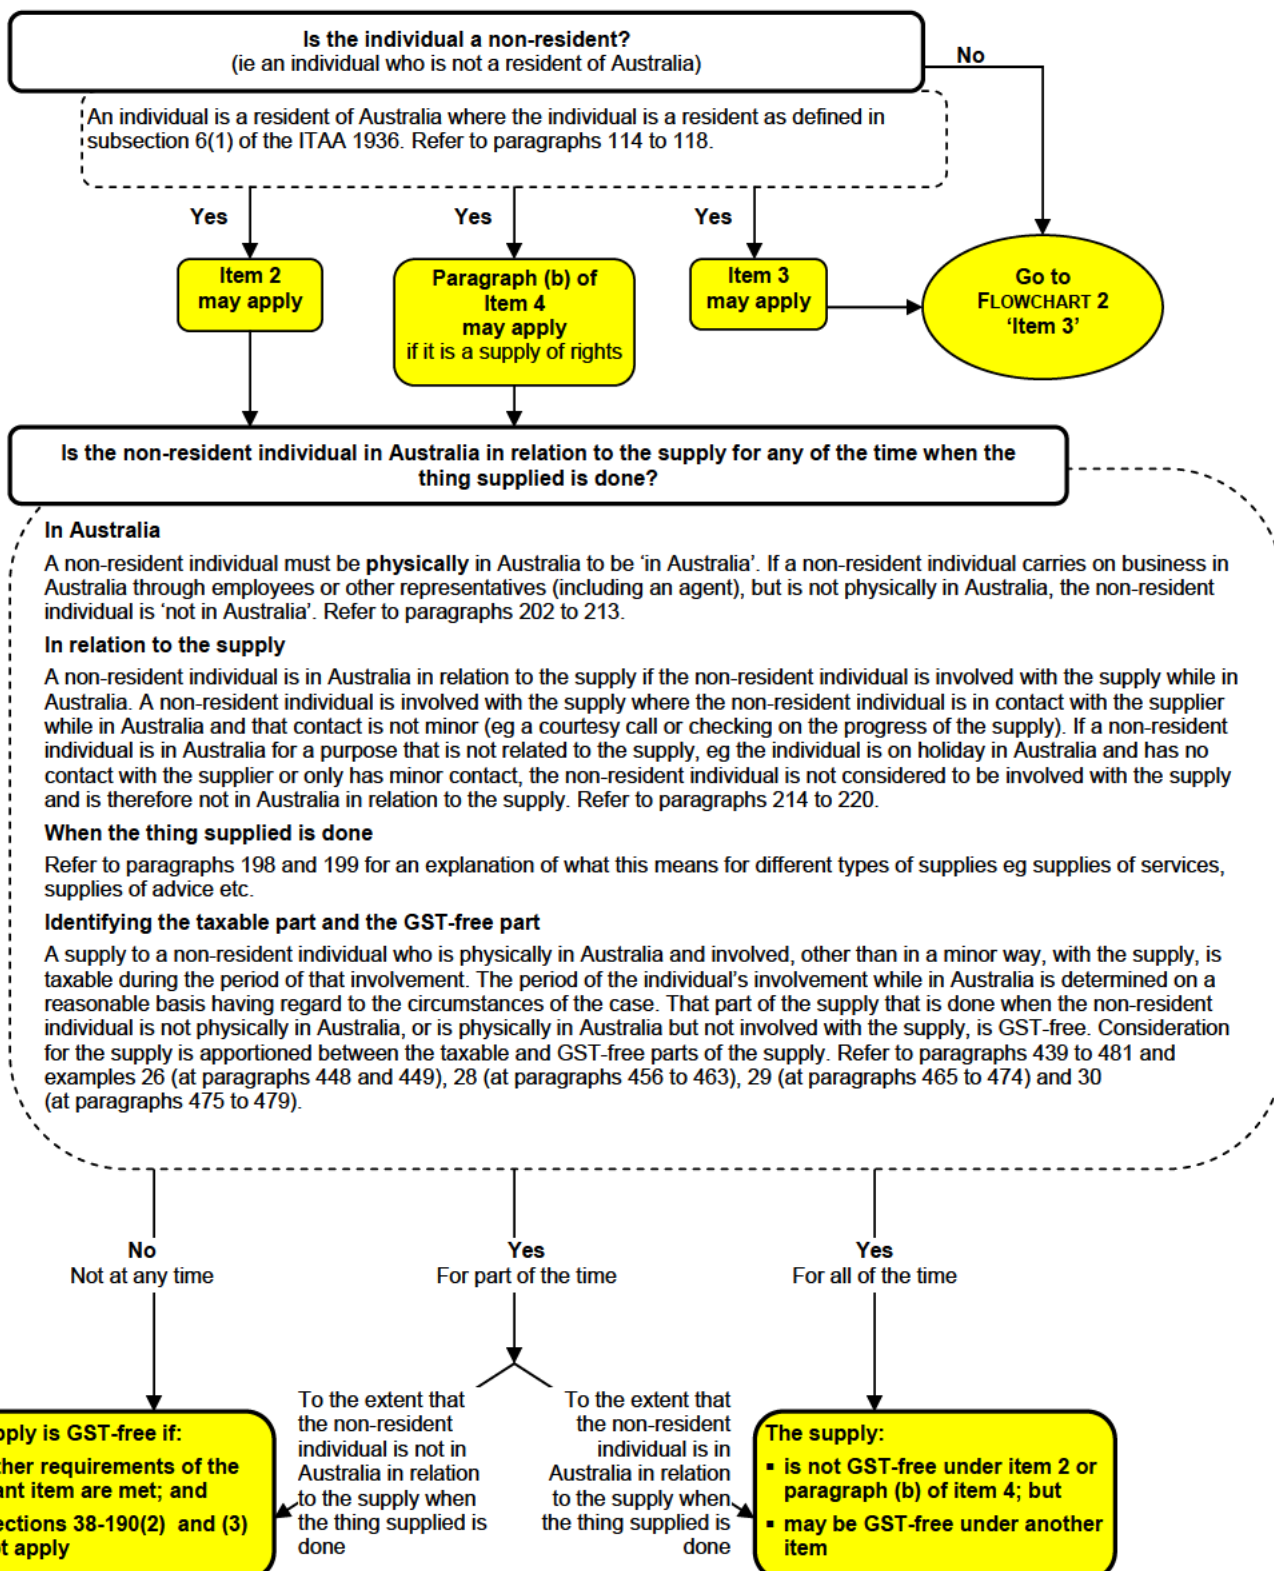 Is the individual a non-resident?
(ie an individual who is not a resident of Australia)
No
An individual is a resident of Australia where the individual is a resident as defined in
subsection 6(1) of the ITAA 1936. Refer to paragraphs 114 to 118.
Yes
Yes
Yes
Item 2
may apply
Paragraph (b) of
Item 4
may apply
if it is a supply of rights
Item 3
may apply
Go to
FLOWCHART 2
‘Item 3’
Is the non-resident individual in Australia in relation to the supply for any of the time when the
thing supplied is done?
In Australia
A non-resident individual must be physically in Australia to be ‘in Australia’. If a non-resident individual carries on business in
Australia through employees or other representatives (including an agent), but is not physically in Australia, the non-resident
individual is ‘not in Australia’. Refer to paragraphs 202 to 213.
In relation to the supply
A non-resident individual is in Australia in relation to the supply if the non-resident individual is involved with the supply while in
Australia. A non-resident individual is involved with the supply where the non-resident individual is in contact with the supplier
while in Australia and that contact is not minor (eg a courtesy call or checking on the progress of the supply). If a non-resident
individual is in Australia for a purpose that is not related to the supply, eg the individual is on holiday in Australia and has no
contact with the supplier or only has minor contact, the non-resident individual is not considered to be involved with the supply
and is therefore not in Australia in relation to the supply. Refer to paragraphs 214 to 220.
When the thing supplied is done
Refer to paragraphs 198 and 199 for an explanation of what this means for different types of supplies eg supplies of services,
supplies of advice etc.
Identifying the taxable part and the GST-free part
A supply to a non-resident individual who is physically in Australia and involved, other than in a minor way, with the supply, is
taxable during the period of that involvement. The period of the individual’s involvement while in Australia is determined on a
reasonable basis having regard to the circumstances of the case. That part of the supply that is done when the non-resident
individual is not physically in Australia, or is physically in Australia but not involved with the supply, is GST-free. Consideration
for the supply is apportioned between the taxable and GST-free parts of the supply. Refer to paragraphs 439 to 481 and
examples 26 (at paragraphs 448 and 449), 28 (at paragraphs 456 to 463), 29 (at paragraphs 465 to 474) and 30
(at paragraphs 475 to 479).
No
Not at any time
Yes
For part of the time
Yes
For all of the time
is GST-free if:
requirements of the
item are met; and
38-190(2) and (3)
apply
To the extent that
the non-resident
individual is not in
Australia in relation
to the supply when
the thing supplied is
done
To the extent that
the non-resident
individual is in
Australia in relation
to the supply when
the thing supplied is
done
The supply:
▪ is not GST-free under item 2 or
paragraph (b) of item 4; but
▪ may be GST-free under another
item